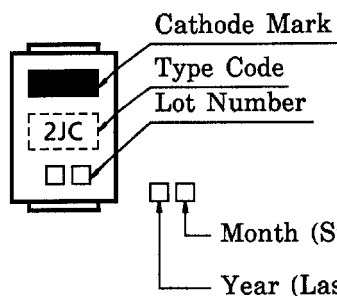 Cathode Mark
Type Code
2JC
Lot Number
Month (S
Year (Las